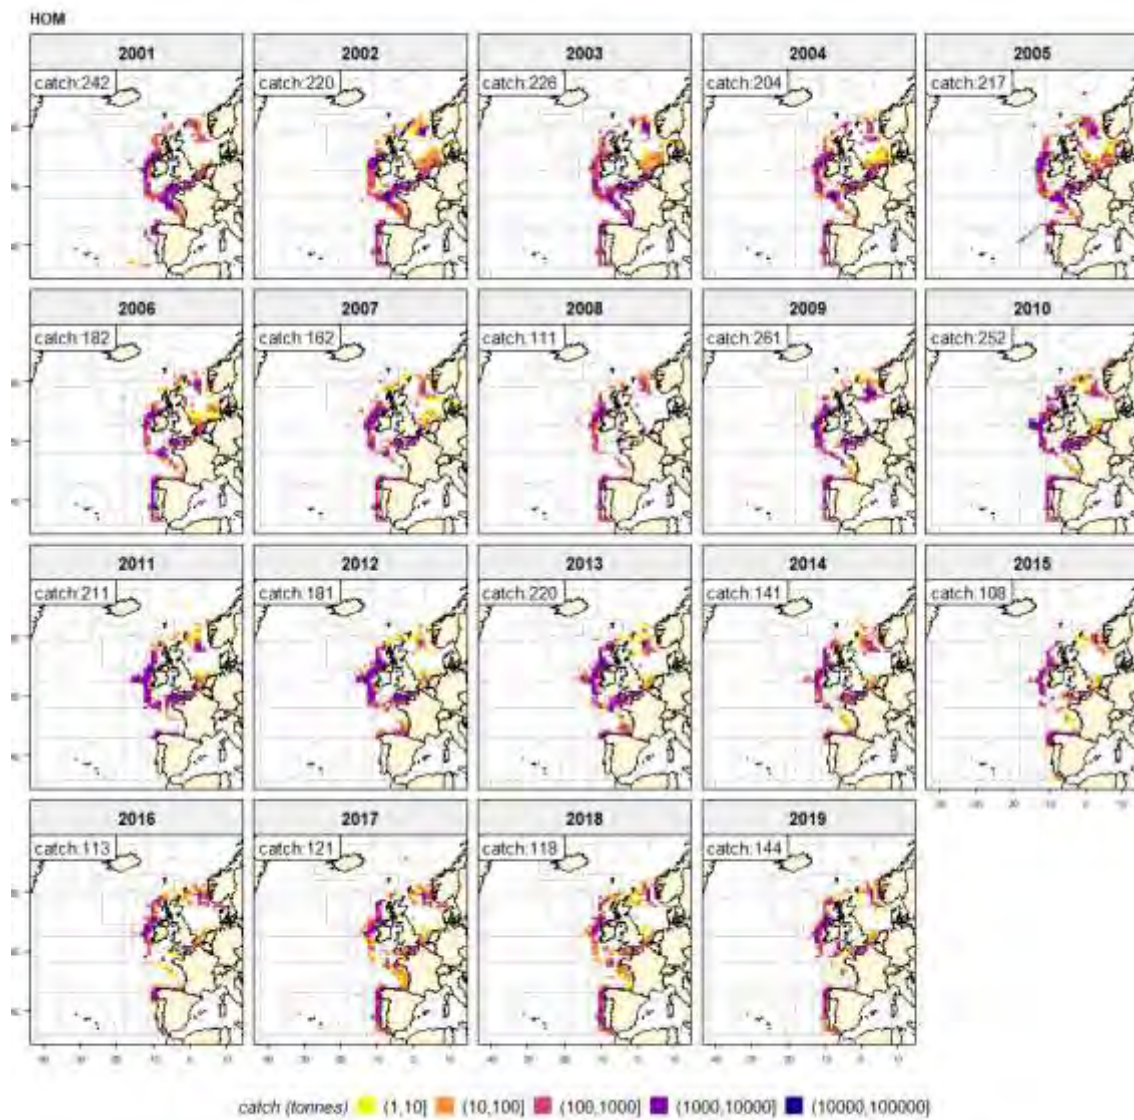 HOM
2001 2002 2003 2004 2005
catch:242 catch:220 catch:226 catch:204 catch:217
2006 2007 2008 2009 2010
catch:182 catch:162 catch:111 catch:261 catch:252
2011 2012 2013 2014 2015
catch:211 catch:181 catch:220 catch:141 catch:108
2016 2017 2018 2019
catch:113 catch:121 catch:118 catch:144
catch (tonnes) (1,10] (10,100] (100,1000] (1000,10000] (10000,100000]